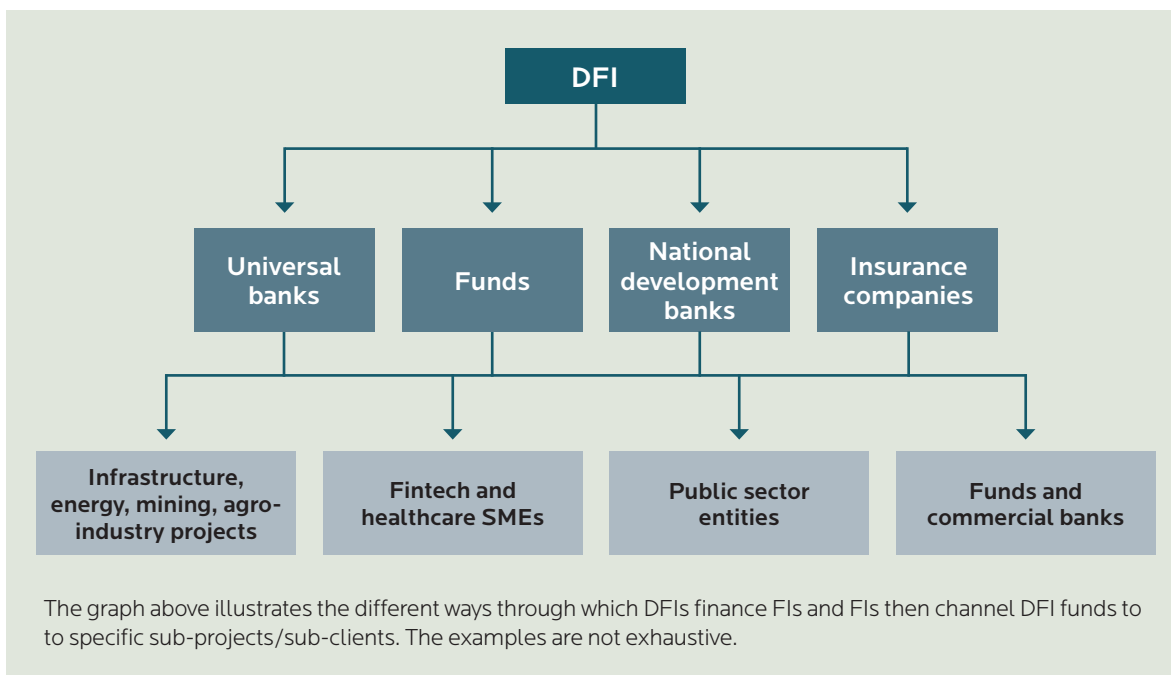 DFI
Universal
banks
Funds
National
development
banks
Insurance
companies
Infrastructure,
energy, mining, agro-
industry projects
Fintech and
healthcare SMEs
Public sector
entities
Funds and
commercial banks
The graph above illustrates the different ways through which DFIs finance FIs and FIs then channel DFI funds to
to specific sub-projects/sub-clients. The examples are not exhaustive.